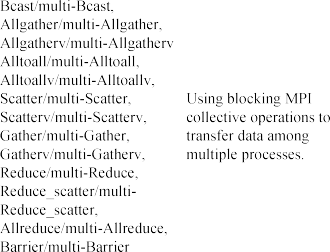 Bcast/multi-Bcast,
Allgather/multi-Allgather,
Allgatherv/multi-Allgatherv
Alltoall/multi-Alltoall,
Alltoallv/multi-Alltoallv,
Scatter/multi-Scatter,
Scatterv/multi-Scatterv,
Gather/multi-Gather,
Gatherv/multi-Gatherv,
Reduce/multi-Reduce,
Reduce_scatter/multi-
Reduce_scatter,
Allreduce/multi-Allreduce,
Barrier/multi-Barrier
Using blocking MPI
collective operations to
transfer data among
multiple processes.